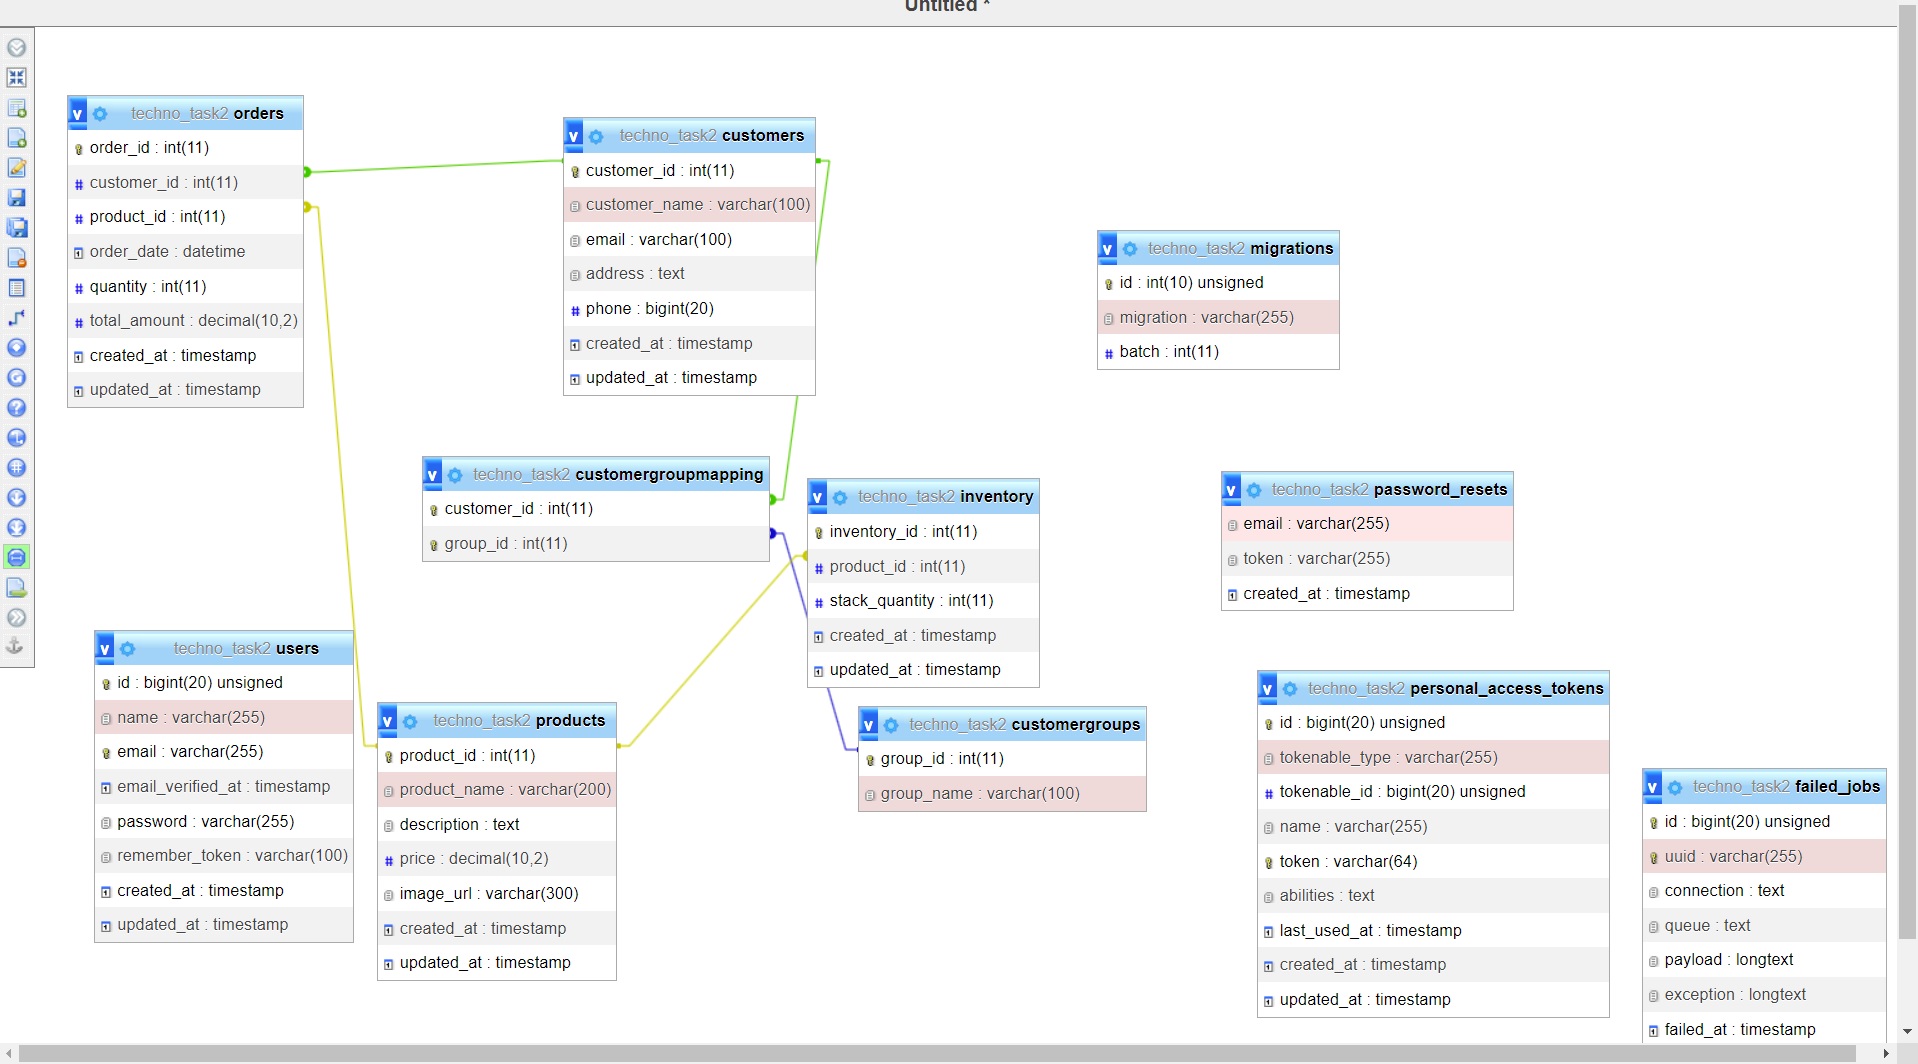 Untitled *
v techno_task2 orders
order_id : int(11)
# customer_id : int(11)
# product_id : int(11)
order_date : datetime
# quantity : int(11)
# total_amount : decimal(10,2)
created_at : timestamp
updated_at : timestamp
v techno_task2 customers
customer_id : int(11)
customer_name : varchar(100)
email : varchar(100)
address : text
# phone : bigint(20)
created_at : timestamp
updated_at : timestamp
v techno_task2 migrations
id : int(10) unsigned
migration : varchar(255)
# batch : int(11)
v techno_task2 customergroupmapping
customer_id : int(11)
group_id : int(11)
v techno_task2 inventory
inventory_id : int(11)
# product_id : int(11)
# stack_quantity : int(11)
created_at : timestamp
updated_at : timestamp
v techno_task2 password_resets
email : varchar(255)
token : varchar(255)
created_at : timestamp
v techno_task2 users
id : bigint(20) unsigned
name : varchar(255)
email : varchar(255)
email_verified_at : timestamp
password : varchar(255)
remember_token : varchar(100)
created_at : timestamp
updated_at : timestamp
v techno_task2 products
product_id : int(11)
product_name : varchar(200)
description : text
# price : decimal(10,2)
image_url : varchar(300)
created_at : timestamp
updated_at : timestamp
v techno_task2 customergroups
group_id : int(11)
group_name : varchar(100)
v techno_task2 personal_access_tokens
id : bigint(20) unsigned
tokenable_type : varchar(255)
# tokenable_id : bigint(20) unsigned
name : varchar(255)
token : varchar(64)
abilities : text
last_used_at : timestamp
created_at : timestamp
updated_at : timestamp
v techno_task2 failed_jobs
id : bigint(20) unsigned
uuid : varchar(255)
connection : text
queue : text
payload : longtext
exception : longtext
failed_at : timestamp